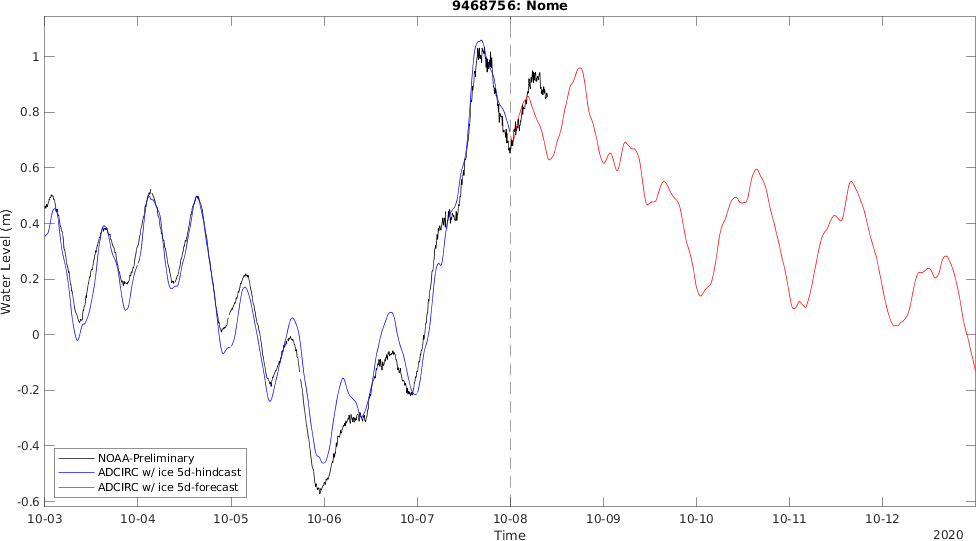 9468756: Nome
Water Level (m)
1
0.8
0.6
0.4
0.2
0
-0.2
-0.4
-0.6
NOAA-Preliminary
ADCIRC w/ ice 5d-hindcast
ADCIRC w/ ice 5d-forecast
10-03 10-04 10-05 10-06 10-07 10-08 10-09 10-10 10-11 10-12
Time
2020